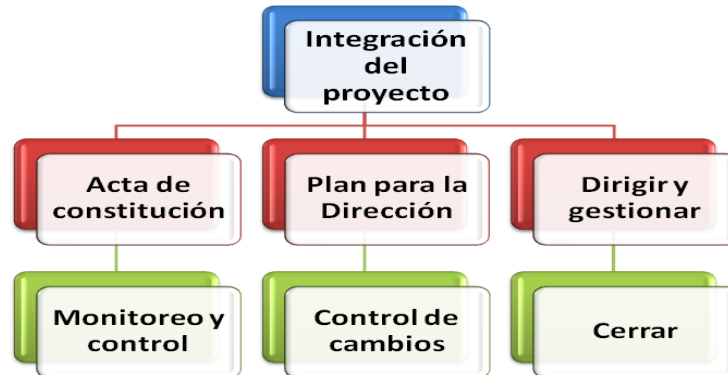 Integración
del
proyecto
Acta de
constitución
Plan para la
Dirección
Dirigir y
gestionar
Monitoreo y
control
Control de
cambios
Cerrar